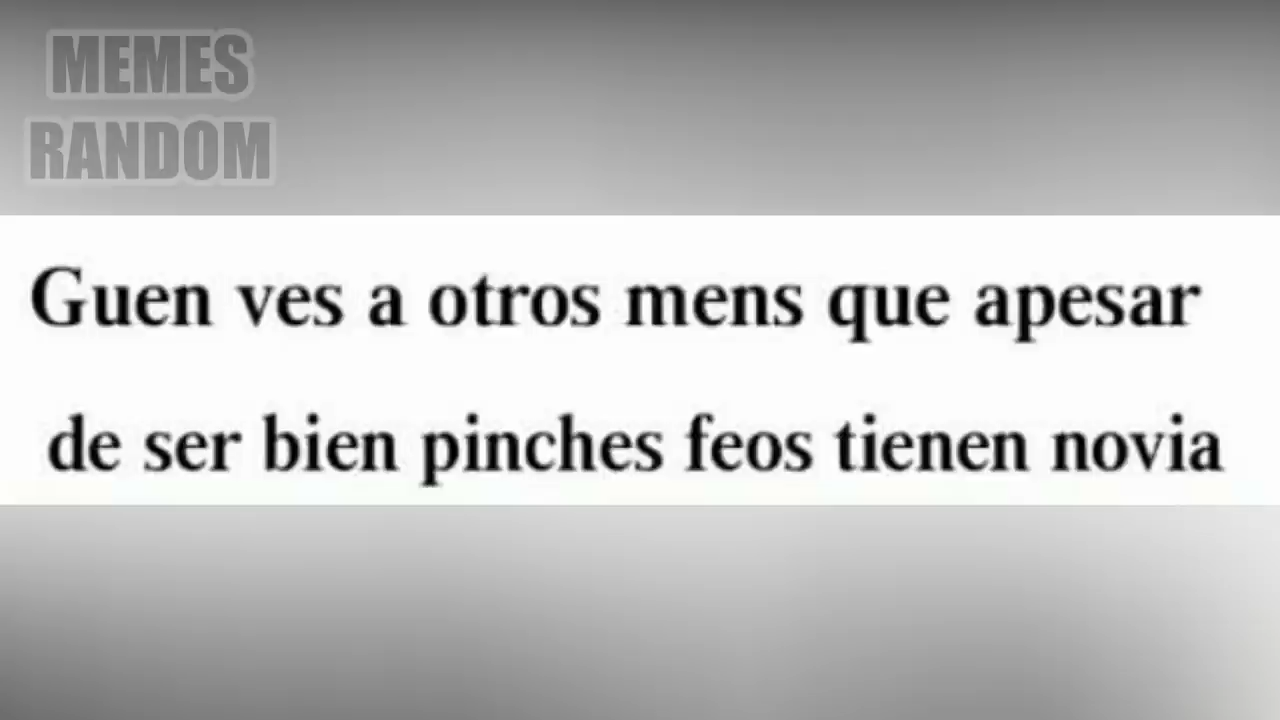 MEMES
RANDOM
Guen ves a otros mens que apesar
de ser bien pinches feos tienen novia